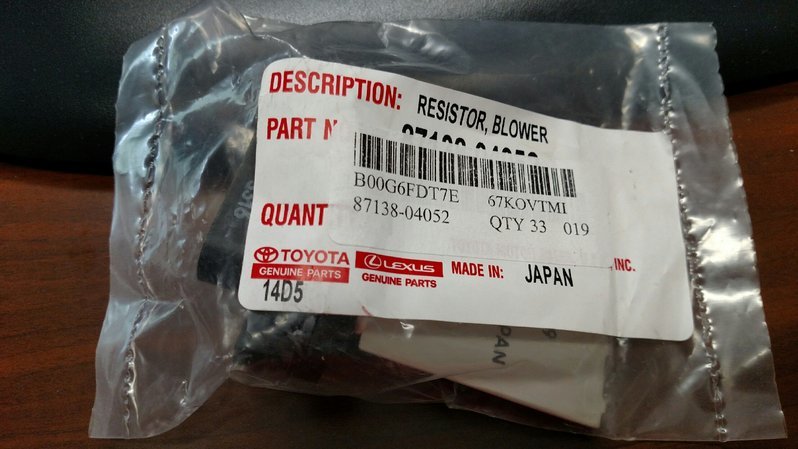 DESCRIPTION: RESISTOR, BLOWER
PART N
B00G6FDT7E 67KOVTMI
87138-04052 QTY 33 019
QUANT
TOYOTA LEXUS MADE IN: JAPAN INC.
GENUINE PARTS GENUINE PARTS
14D5
PAN